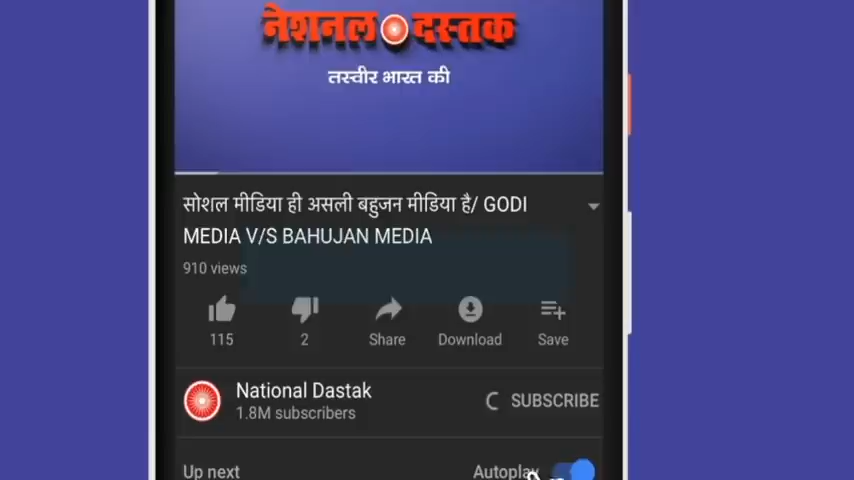 नेशनल दस्तक
तस्वीर भारत की
सोशल मीडिया ही असली बहुजन मीडिया है/ GODI
MEDIA V/S BAHUJAN MEDIA
910 views
115
2
Share
Download
Save
National Dastak
1.8M subscribers
SUBSCRIBE
Up next
Autoplay